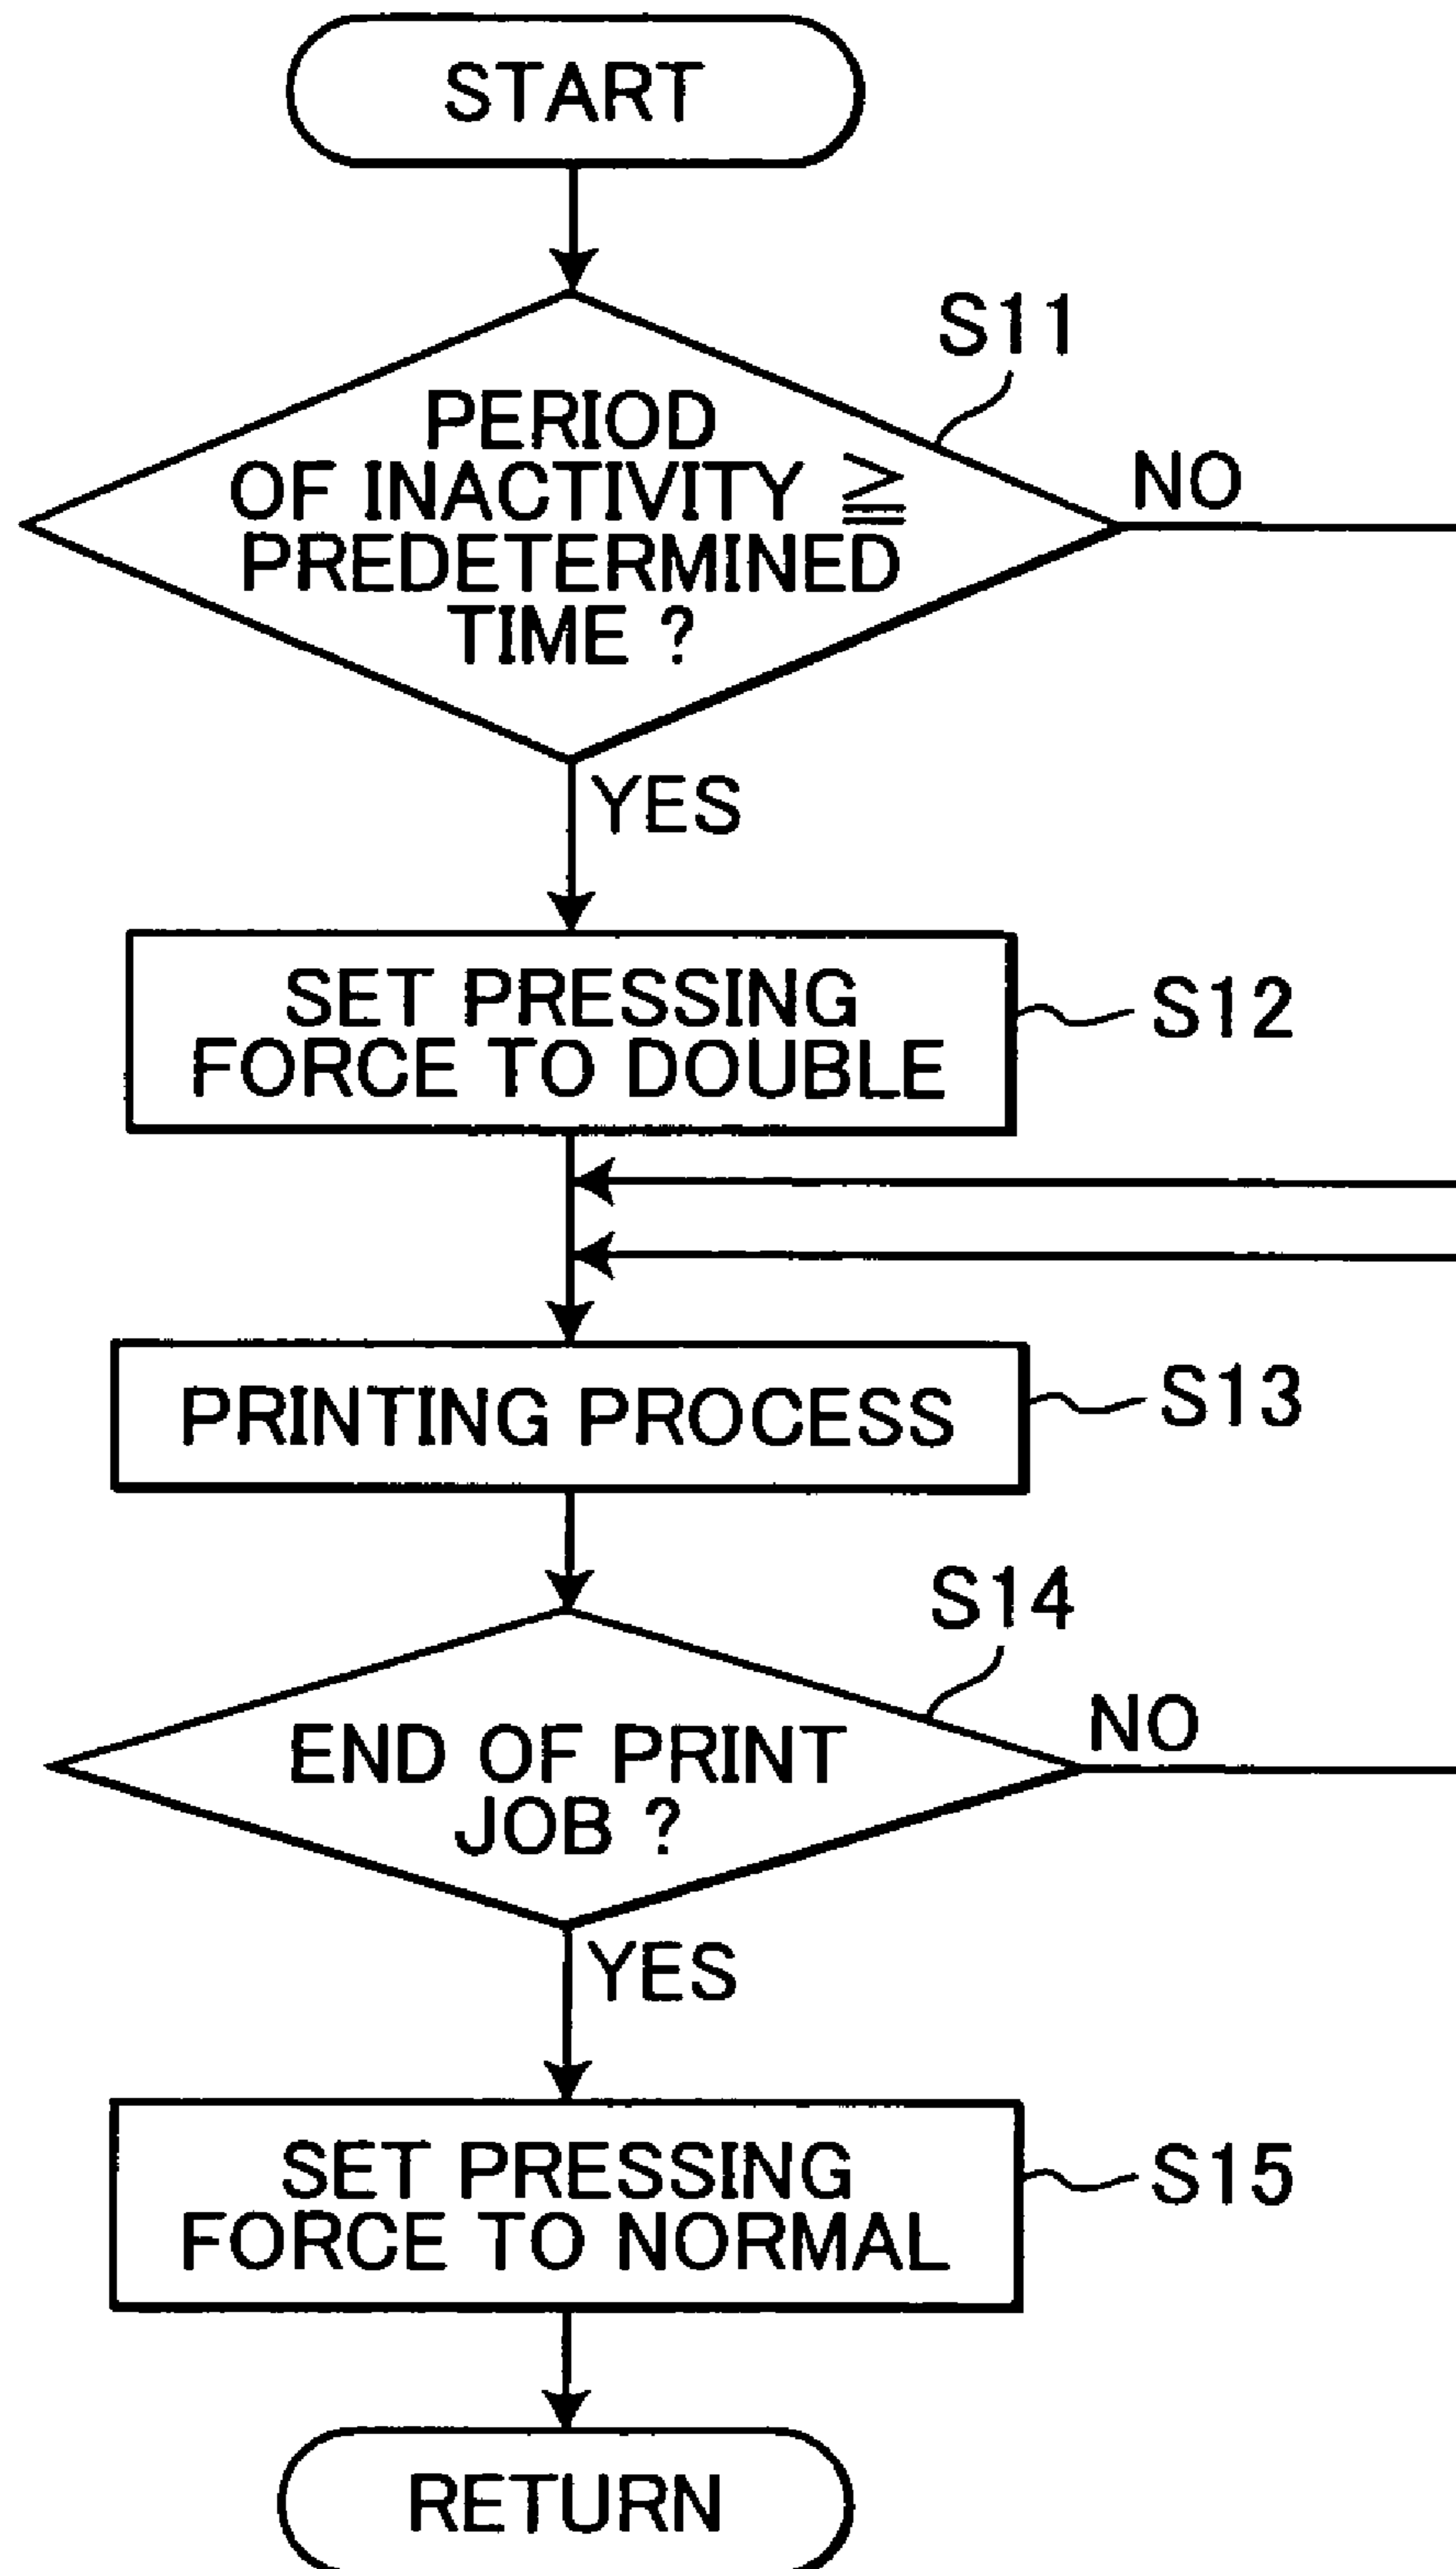 START
S11
PERIOD
OF INACTIVITY ≧
PREDETERMINED
TIME ?
NO
YES
SET PRESSING
FORCE TO DOUBLE
S12
PRINTING PROCESS
S13
S14
END OF PRINT
JOB ?
NO
YES
SET PRESSING
FORCE TO NORMAL
S15
RETURN